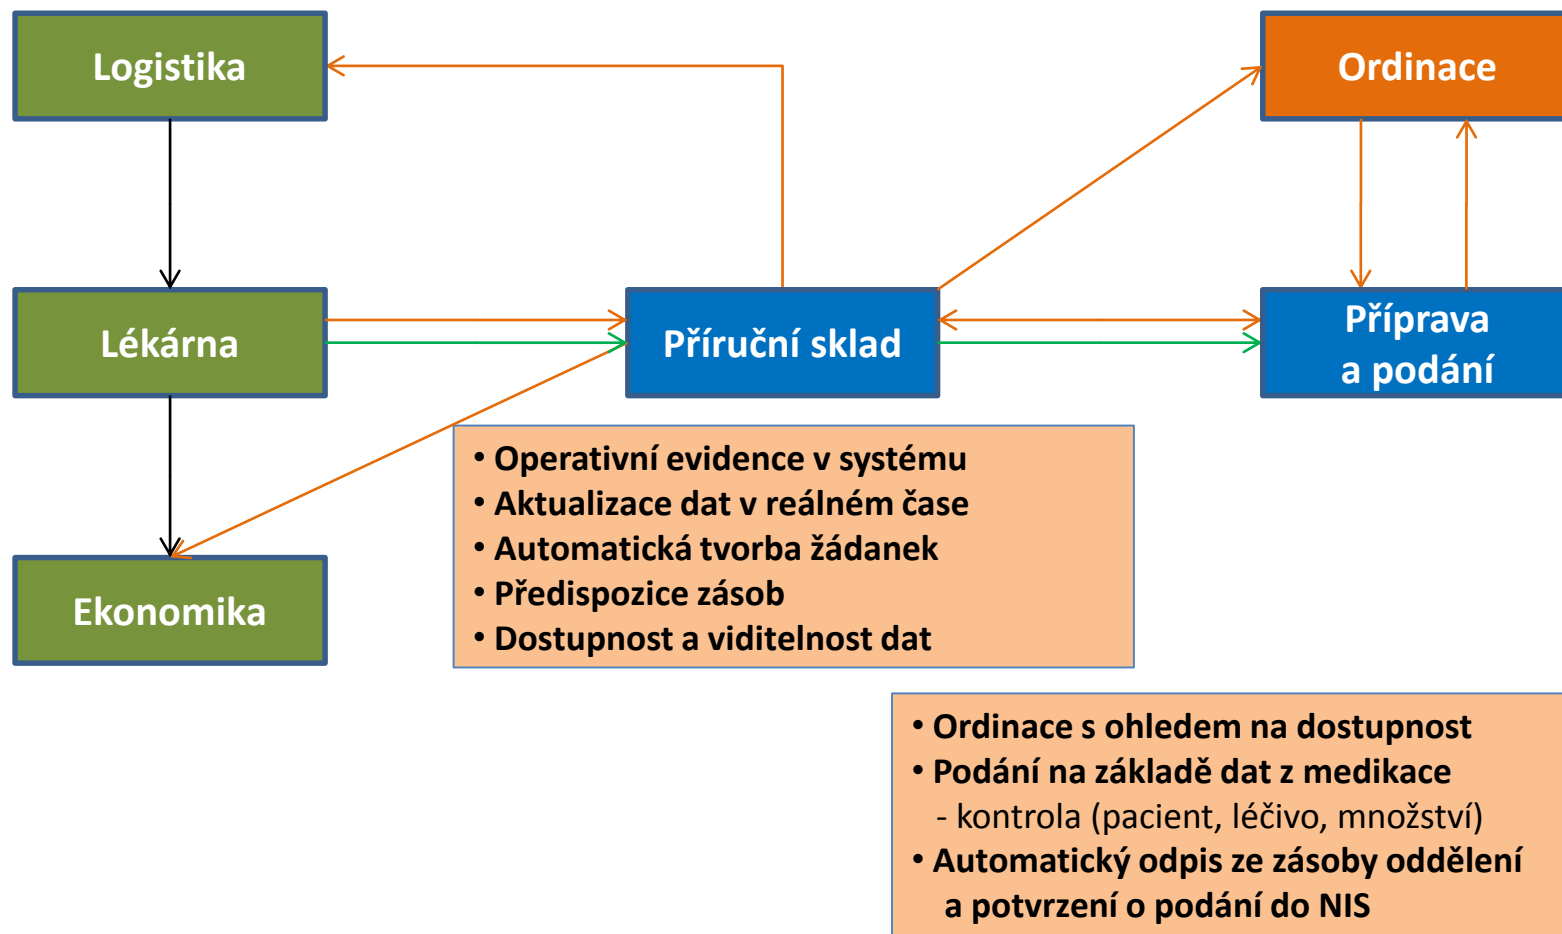 Logistika
Ordinace
Lékárna
Příruční sklad
Příprava
a podání
Ekonomika
• Operativní evidence v systému
• Aktualizace dat v reálném čase
• Automatická tvorba žádanek
• Předispozice zásob
• Dostupnost a viditelnost dat
• Ordinace s ohledem na dostupnost
• Podání na základě dat z medikace
- kontrola (pacient, léčivo, množství)
• Automatický odpis ze zásoby oddělení
a potvrzení o podání do NIS